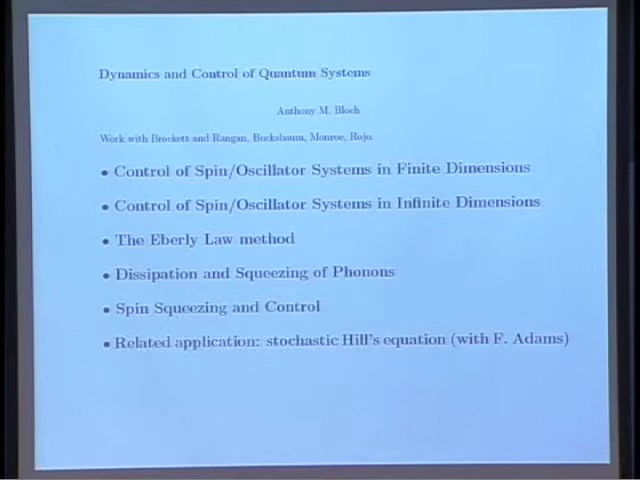 Dynamics and Control of Quantum Systems
Anthony M. Bloch
Work with Brockett and Rangan, Bucksbaum, Monroe, Rojo.
• Control of Spin/Oscillator Systems in Finite Dimensions
• Control of Spin/Oscillator Systems in Infinite Dimensions
• The Eberly Law method
• Dissipation and Squeezing of Phonons
• Spin Squeezing and Control
• Related application: stochastic Hill's equation (with F. Adams)